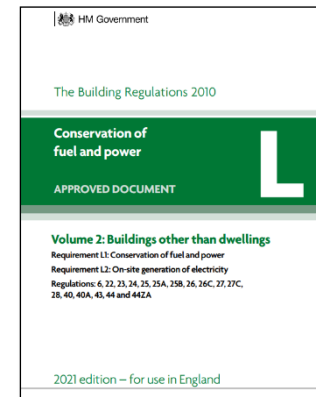 HM Government
The Building Regulations 2010
Conservation of
fuel and power
L
APPROVED DOCUMENT
Volume 2: Buildings other than dwellings
Requirement L1: Conservation of fuel and power
Requirement L2: On-site generation of electricity
Regulations: 6, 22, 23, 24, 25, 25A, 25B, 26, 26C, 27, 27C,
28, 40, 40A, 43, 44 and 44ZA
2021 edition – for use in England